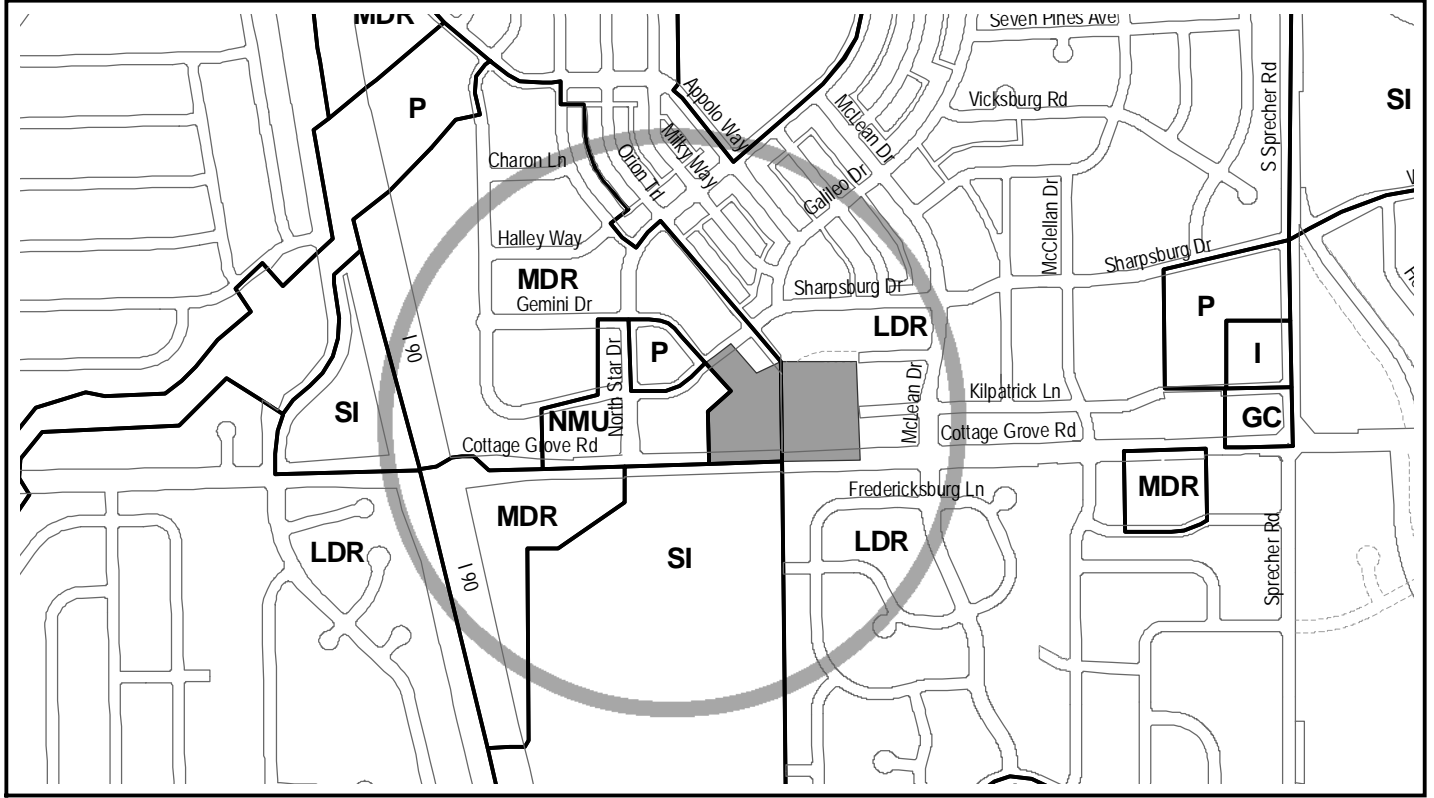 MDR
Seven Pines Ave
S Sprecher Rd
SI
P
Appolo Way
McLean Dr
Vicksburg Rd
Milky Way
Orion Trl
Charon Ln
Galileo Dr
McClellan Dr
Halley Way
Sharpsburg Dr
MDR
Gemini Dr
Sharpsburg Dr
P
LDR
I 90
North Star Dr
P
I
Kilpatrick Ln
McLean Dr
SI
NMU
GC
Cottage Grove Rd
Cottage Grove Rd
MDR
Fredericksburg Ln
MDR
LDR
SI
LDR
I 90
Sprecher Rd